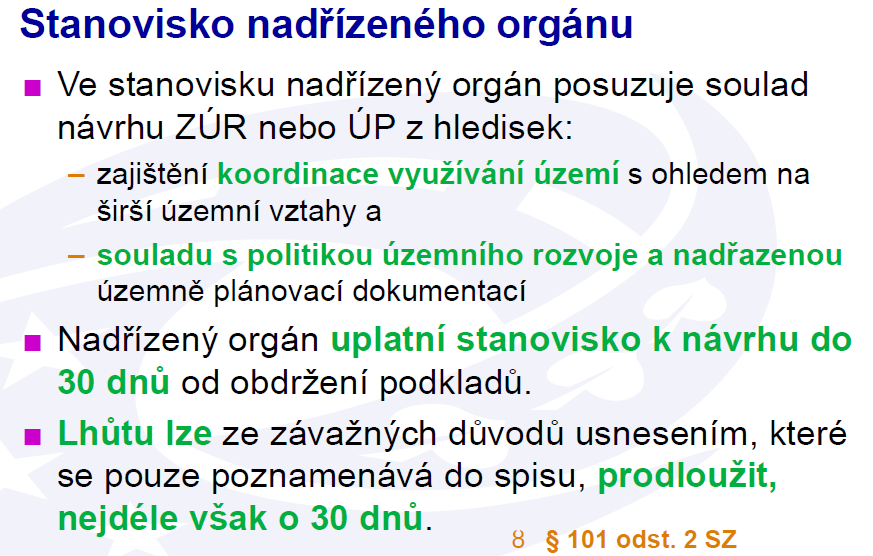 Stanovisko nadřízeného orgánu
■ Ve stanovisku nadřízený orgán posuzuje soulad
návrhu ZÚR nebo ÚP z hledisek:
– zajištění koordinace využívání území s ohledem na
širší územní vztahy a
– souladu s politikou územního rozvoje a nadřazenou
územně plánovací dokumentací
■ Nadřízený orgán uplatní stanovisko k návrhu do
30 dnů od obdržení podkladů.
■ Lhůtu lze ze závažných důvodů usnesením, které
se pouze poznamenává do spisu, prodloužit,
nejdéle však o 30 dnů.
8 § 101 odst. 2 SZ